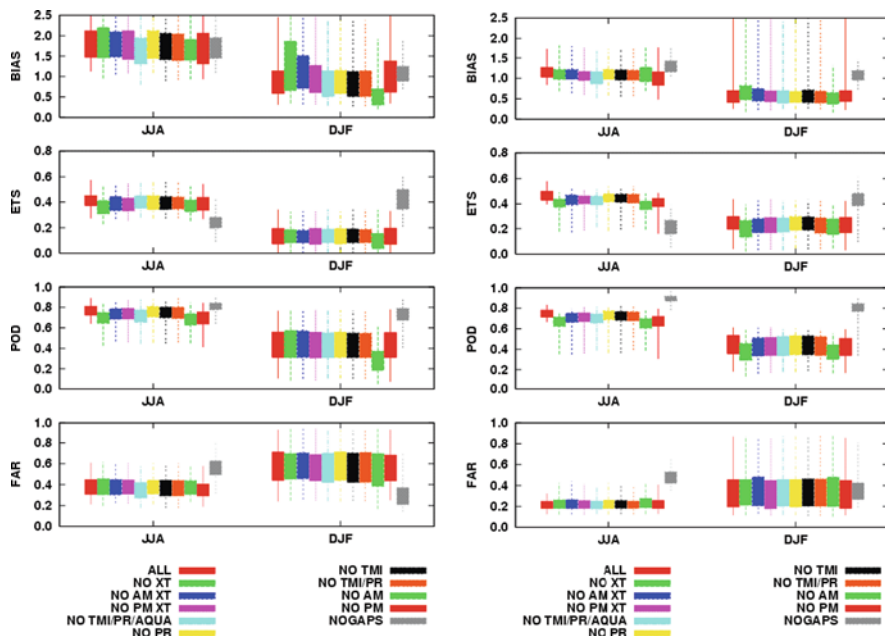 2.5
2.0
1.5
1.0
0.5
0.0
BIAS
JJA DJF
0.8
0.6
0.4
0.2
0.0
ETS
JJA DJF
1.0
0.8
0.6
0.4
0.2
0.0
POD
JJA DJF
1.0
0.8
0.6
0.4
0.2
0.0
FAR
JJA DJF
ALL
NO XT
NO AM XT
NO PM XT
NO TMI/PR/AQUA
NO PR
NO TMI
NO TMI/PR
NO AM
NO PM
NOGAPS
2.5
2.0
1.5
1.0
0.5
0.0
BIAS
JJA DJF
0.8
0.6
0.4
0.2
0.0
ETS
JJA DJF
1.0
0.8
0.6
0.4
0.2
0.0
POD
JJA DJF
1.0
0.8
0.6
0.4
0.2
0.0
FAR
JJA DJF
ALL
NO XT
NO AM XT
NO PM XT
NO TMI/PR/AQUA
NO PR
NO TMI
NO TMI/PR
NO AM
NO PM
NOGAPS